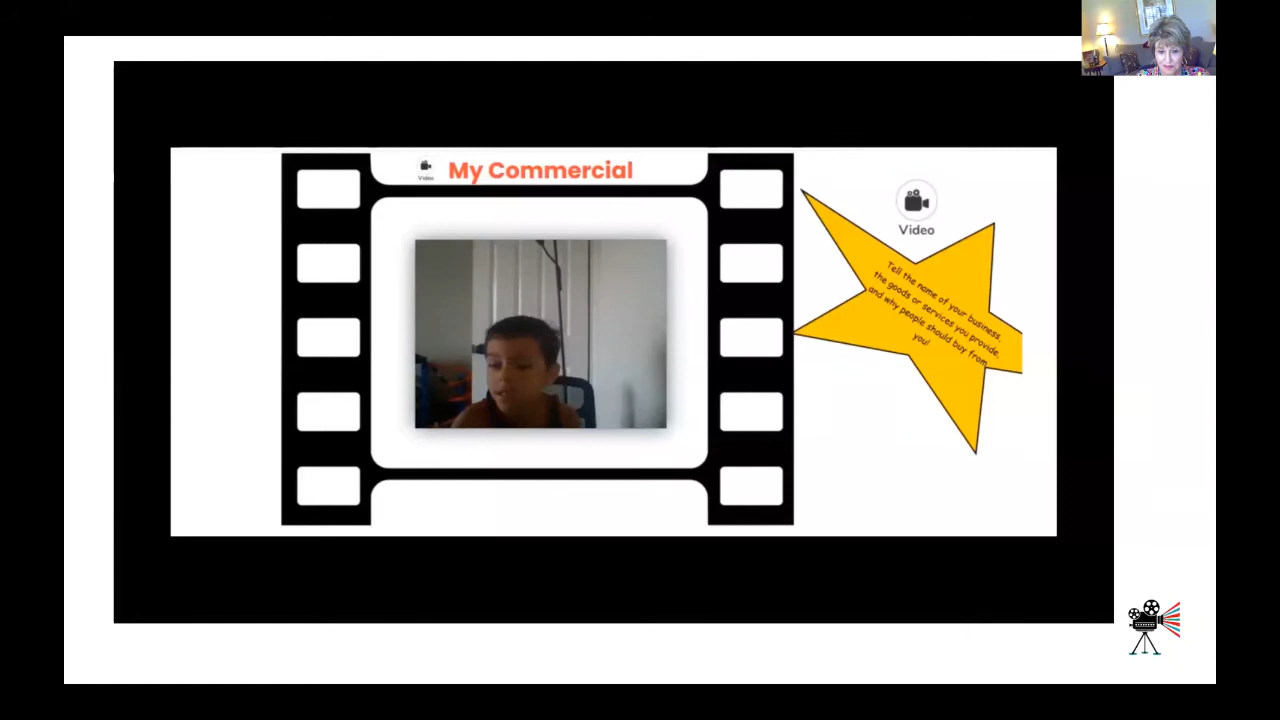 Video
My Commercial
Video
Tell the name of your business,
the goods or services you provide,
and why people should buy from
you!